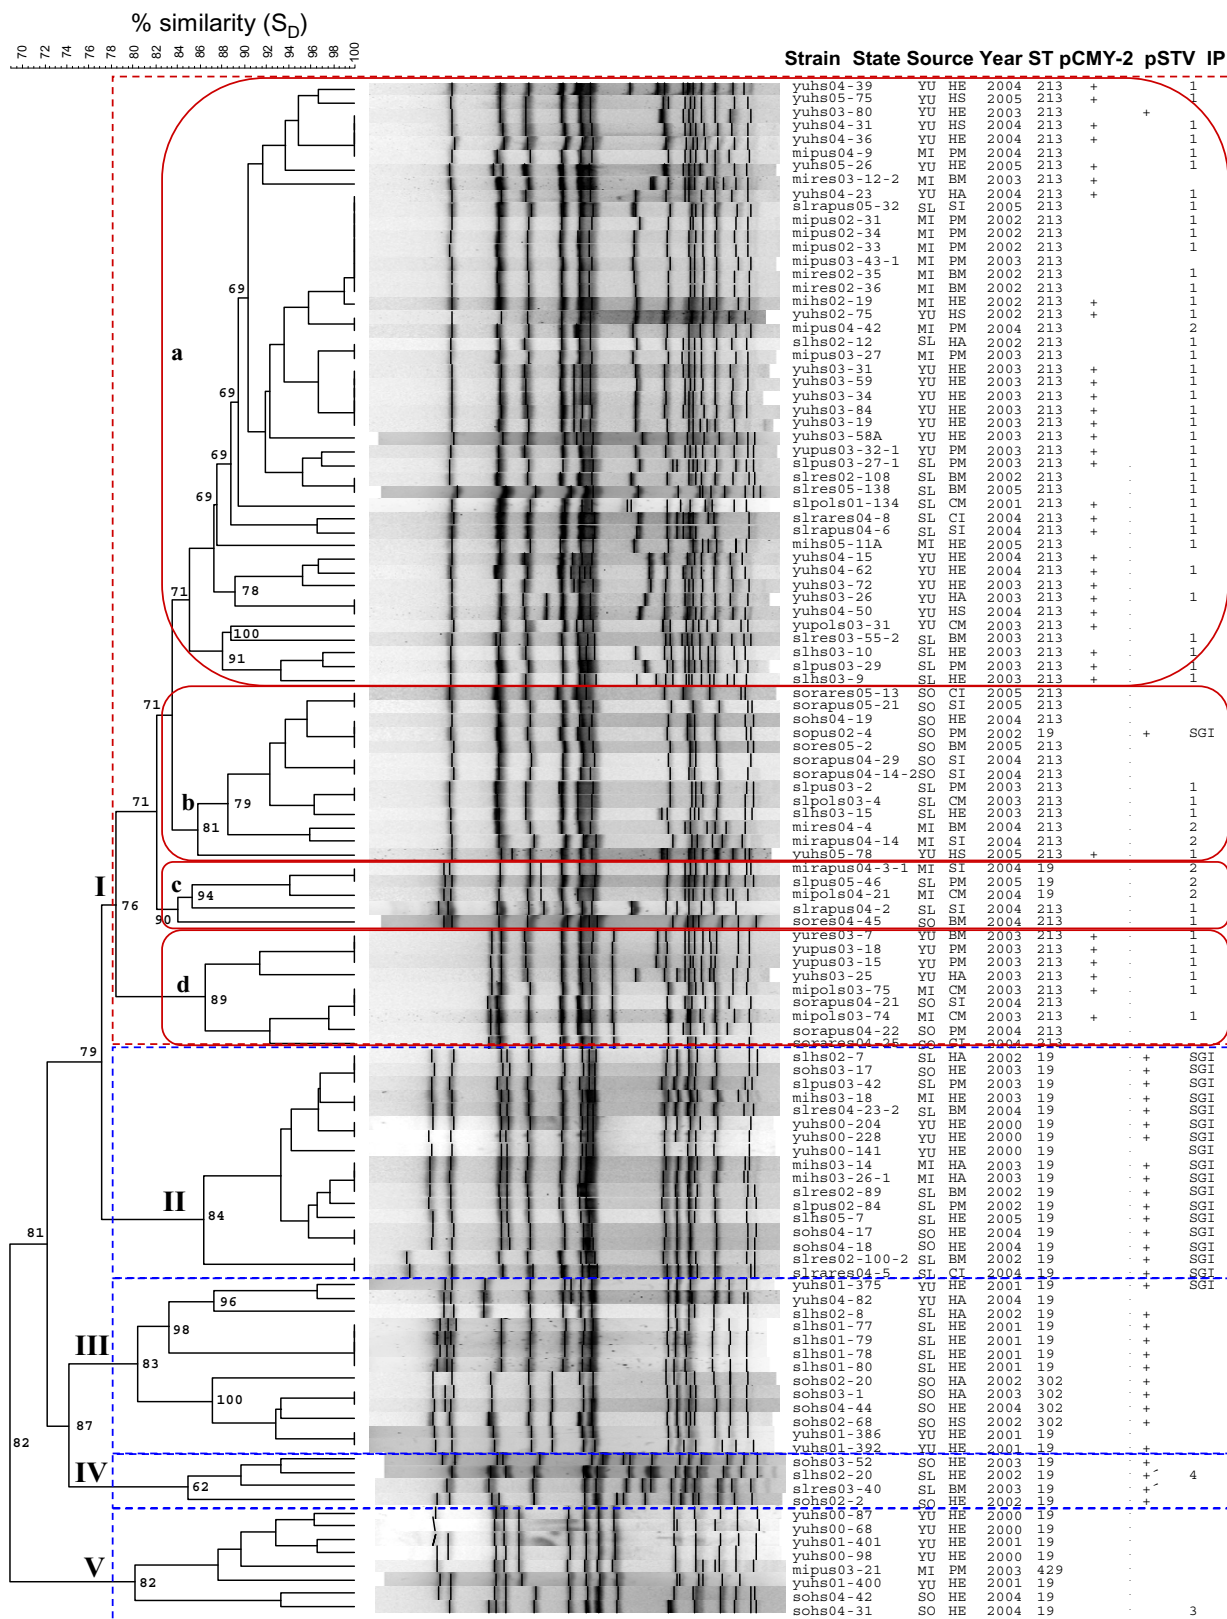 % similarity (SD)
70 72 74 76 78 80 82 84 86 88 90 92 94 96 98 100
Strain State Source Year ST pCMY-2 pSTV IP
yuhs04-39 YU HE 2004 213 + 1
yuhs05-75 YU HS 2005 213 + 1
yuhs03-80 YU HE 2003 213 +
yuhs04-31 YU HS 2004 213 + 1
yuhs04-36 YU HE 2004 213 + 1
mipus04-9 MI PM 2004 213 1
yuhs05-26 YU HE 2005 213 + 1
mires03-12-2 MI BM 2003 213 +
yuhs04-23 YU HA 2004 213 + 1
slrapus05-32 SL SI 2005 213 1
mipus02-31 MI PM 2002 213 1
mipus02-34 MI PM 2002 213 1
mipus02-33 MI PM 2002 213 1
mipus03-43-1 MI PM 2003 213
mires02-35 MI BM 2002 213 1
mires02-36 MI BM 2002 213 1
mihs02-19 MI HE 2002 213 + 1
yuhs02-75 YU HS 2002 213 + 1
mipus04-42 MI PM 2004 213 2
slhs02-12 SL HA 2002 213 1
mipus03-27 MI PM 2003 213 1
yuhs03-31 YU HE 2003 213 + 1
yuhs03-59 YU HE 2003 213 + 1
yuhs03-34 YU HE 2003 213 + 1
yuhs03-84 YU HE 2003 213 + 1
yuhs03-19 YU HE 2003 213 + 1
yuhs03-58A YU HE 2003 213 + 1
yupus03-32-1 YU PM 2003 213 + 1
slpus03-27-1 SL PM 2003 213 + 1
slres02-108 SL BM 2002 213 1
slres05-138 SL BM 2005 213 1
slpols01-134 SL CM 2001 213 + 1
slrares04-8 SL CI 2004 213 + 1
slrapus04-6 SL SI 2004 213 + 1
mihs05-11A MI HE 2005 213 1
yuhs04-15 YU HE 2004 213 +
yuhs04-62 YU HE 2004 213 + 1
yuhs03-72 YU HE 2003 213 +
yuhs03-26 YU HA 2003 213 + 1
yuhs04-50 YU HS 2004 213 +
yupols03-31 YU CM 2003 213 +
slres03-55-2 SL BM 2003 213 1
slhs03-10 SL HE 2003 213 + 1
slpus03-29 SL PM 2003 213 + 1
slhs03-9 SL HE 2003 213 + 1
sorares05-13 SO CI 2005 213
sorapus05-21 SO SI 2005 213
sohs04-19 SO HE 2004 213
sopus02-4 SO PM 2002 19 + SGI
sores05-2 SO BM 2005 213
sorapus04-29 SO SI 2004 213
sorapus04-14-2 SO SI 2004 213
slpus03-2 SL PM 2003 213 1
slpols03-4 SL CM 2003 213 1
slhs03-15 SL HE 2003 213 1
mires04-4 MI BM 2004 213 2
mirapus04-14 MI SI 2004 213 2
yuhs05-78 YU HS 2005 213 + 1
mirapus04-3-1 MI SI 2004 19 2
slpus05-46 SL PM 2005 19 2
mipols04-21 MI CM 2004 19 2
slrapus04-2 SL SI 2004 213 1
sores04-45 SO BM 2004 213 1
yures03-7 YU BM 2003 213 + 1
yupus03-18 YU PM 2003 213 + 1
yupus03-15 YU PM 2003 213 + 1
yuhs03-25 YU HA 2003 213 + 1
mipols03-75 MI CM 2003 213 + 1
sorapus04-21 SO SI 2004 213
mipols03-74 MI CM 2003 213 + 1
sorapus04-22 SO PM 2004 213
sorares04-25 SO CI 2004 213
slhs02-7 SL HA 2002 19 + SGI
sohs03-17 SO HE 2003 19 + SGI
slpus03-42 SL PM 2003 19 + SGI
mihs03-18 MI HE 2003 19 + SGI
slres04-23-2 SL BM 2004 19 + SGI
yuhs00-204 YU HE 2000 19 + SGI
yuhs00-228 YU HE 2000 19 + SGI
yuhs00-141 YU HE 2000 19 SGI
mihs03-14 MI HA 2003 19 + SGI
mihs03-26-1 MI HA 2003 19 + SGI
slres02-89 SL BM 2002 19 + SGI
slpus02-84 SL PM 2002 19 + SGI
slhs05-7 SL HE 2005 19 + SGI
sohs04-17 SO HE 2004 19 + SGI
sohs04-18 SO HE 2004 19 + SGI
slres02-100-2 SL BM 2002 19 + SGI
slrares04-5 SL CI 2004 19 + SGI
yuhs01-375 YU HE 2001 19 + SGI
yuhs04-82 YU HA 2004 19
slhs02-8 SL HA 2002 19 +
slhs01-77 SL HE 2001 19 +
slhs01-79 SL HE 2001 19 +
slhs01-78 SL HE 2001 19 +
slhs01-80 SL HE 2001 19 +
sohs02-20 SO HA 2002 302 +
sohs03-1 SO HA 2003 302 +
sohs04-44 SO HE 2004 302 +
sohs02-68 SO HS 2002 302 +
yuhs01-386 YU HE 2001 19
yuhs01-392 YU HE 2001 19 +
sohs03-52 SO HE 2003 19 +
slhs02-20 SL HE 2002 19 + 4
slres03-40 SL BM 2003 19 +
sohs02-2 SO HE 2002 19 +
yuhs00-87 YU HE 2000 19
yuhs00-68 YU HE 2000 19
yuhs01-401 YU HE 2001 19
yuhs00-98 YU HE 2000 19
mipus03-21 MI PM 2003 429
yuhs01-400 YU HE 2001 19
sohs04-42 SO HE 2004 19
sohs04-31 SO HE 2004 19 3
69
a
69
69
69
71
78
100
91
71
71
b
79
81
I
c
94
76
90
d
89
79
II
84
81
96
98
III
83
100
87
82
IV
62
V
82